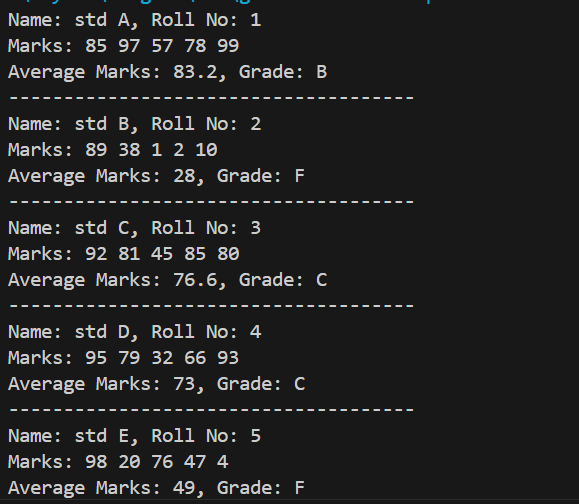 Name: std A, Roll No: 1
Marks: 85 97 57 78 99
Average Marks: 83.2, Grade: B
-------------------------------------
Name: std B, Roll No: 2
Marks: 89 38 1 2 10
Average Marks: 28, Grade: F
-------------------------------------
Name: std C, Roll No: 3
Marks: 92 81 45 85 80
Average Marks: 76.6, Grade: C
-------------------------------------
Name: std D, Roll No: 4
Marks: 95 79 32 66 93
Average Marks: 73, Grade: C
-------------------------------------
Name: std E, Roll No: 5
Marks: 98 20 76 47 4
Average Marks: 49, Grade: F